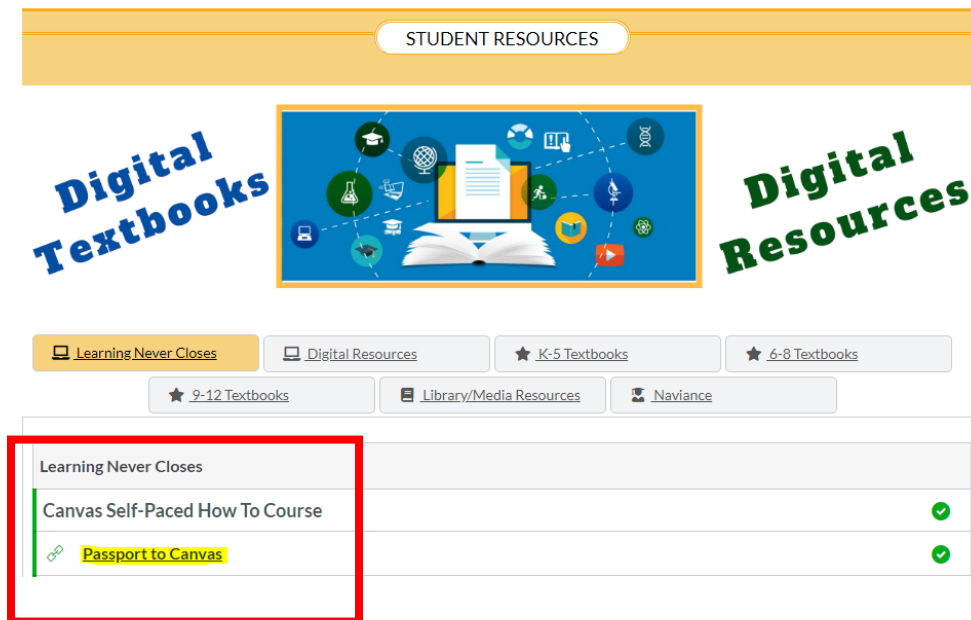 STUDENT RESOURCES
Digital
Textbooks
Digital
Resources
Learning Never Closes
Digital Resources
K-5 Textbooks
6-8 Textbooks
9-12 Textbooks
Library/Media Resources
Naviance
Learning Never Closes
Canvas Self-Paced How To Course
Passport to Canvas